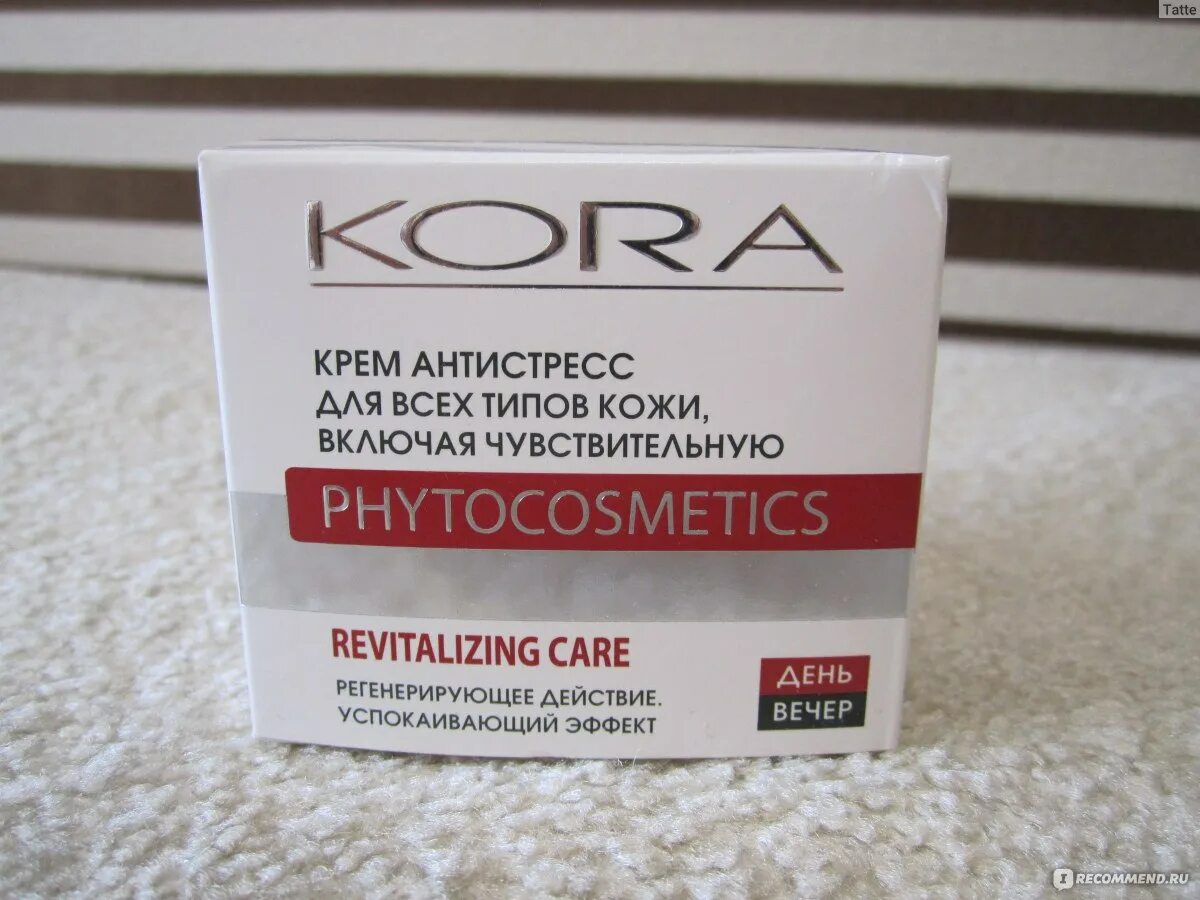 Tatte
KORA
КРЕМ АНТИСТРЕСС
ДЛЯ ВСЕХ ТИПОВ КОЖИ,
ВКЛЮЧАЯ ЧУВСТВИТЕЛЬНУЮ
PHYTOCOSMETICS
REVITALIZING CARE
РЕГЕНЕРИРУЮЩЕЕ ДЕЙСТВИЕ.
УСПОКАИВАЮЩИЙ ЭФФЕКТ
ДЕНЬ
ВЕЧЕР
IRECOMMEND.RU